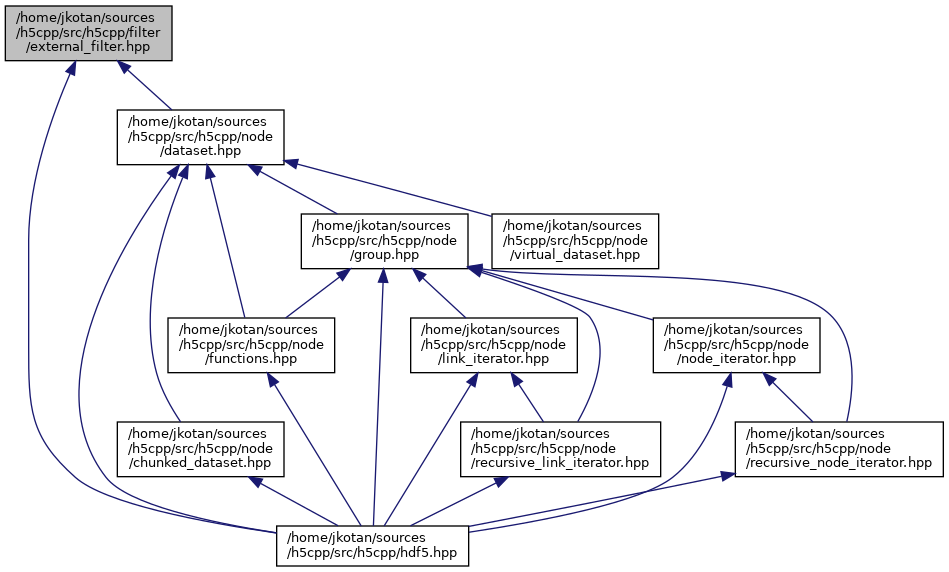 /home/jkotan/sources
/h5cpp/src/h5cpp/filter
/external_filter.hpp
/home/jkotan/sources
/h5cpp/src/h5cpp/node
/dataset.hpp
/home/jkotan/sources
/h5cpp/src/h5cpp/node
/group.hpp
/home/jkotan/sources
/h5cpp/src/h5cpp/node
/virtual_dataset.hpp
/home/jkotan/sources
/h5cpp/src/h5cpp/node
/functions.hpp
/home/jkotan/sources
/h5cpp/src/h5cpp/node
/link_iterator.hpp
/home/jkotan/sources
/h5cpp/src/h5cpp/node
/node_iterator.hpp
/home/jkotan/sources
/h5cpp/src/h5cpp/node
/chunked_dataset.hpp
/home/jkotan/sources
/h5cpp/src/h5cpp/node
/recursive_link_iterator.hpp
/home/jkotan/sources
/h5cpp/src/h5cpp/node
/recursive_node_iterator.hpp
/home/jkotan/sources
/h5cpp/src/h5cpp/hdf5.hpp